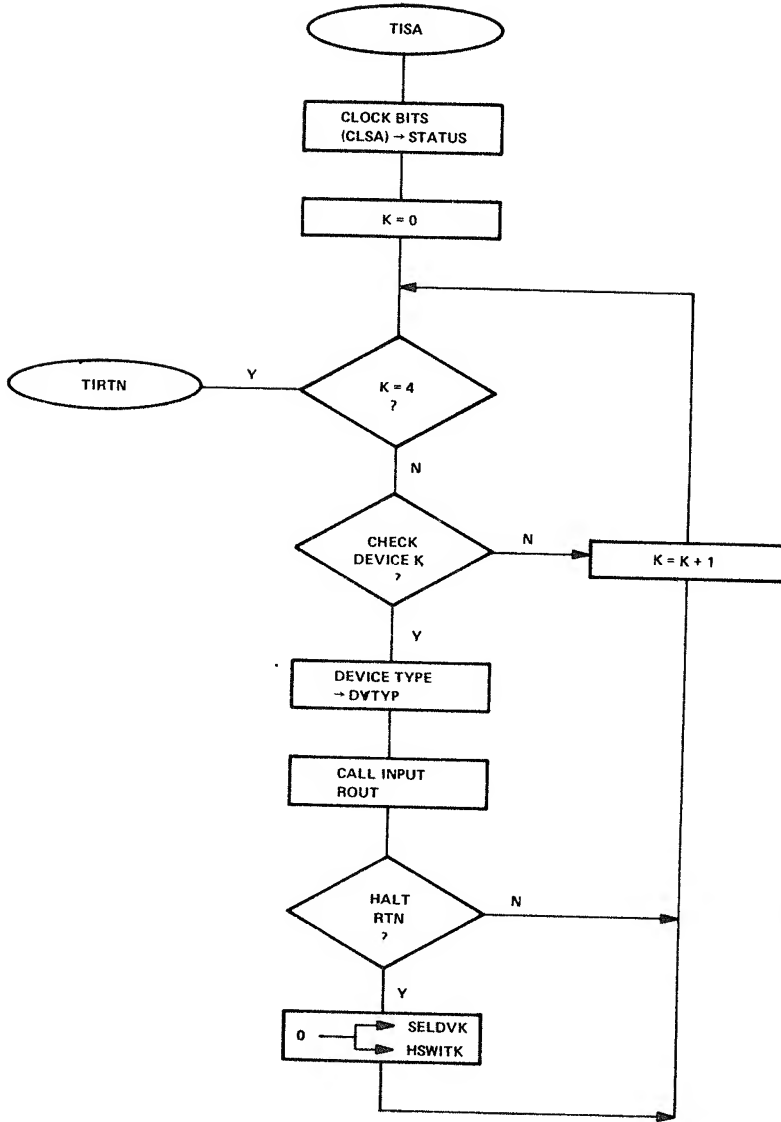 TISA
CLOCK BITS
(CLSA) → STATUS
K = 0
TIRTN
Y
K = 4
?
N
CHECK
DEVICE K
?
N
K = K + 1
Y
DEVICE TYPE
→ DVTYP
CALL INPUT
ROUT
HALT
RTN
?
N
Y
0
SELDVK
HSWITK